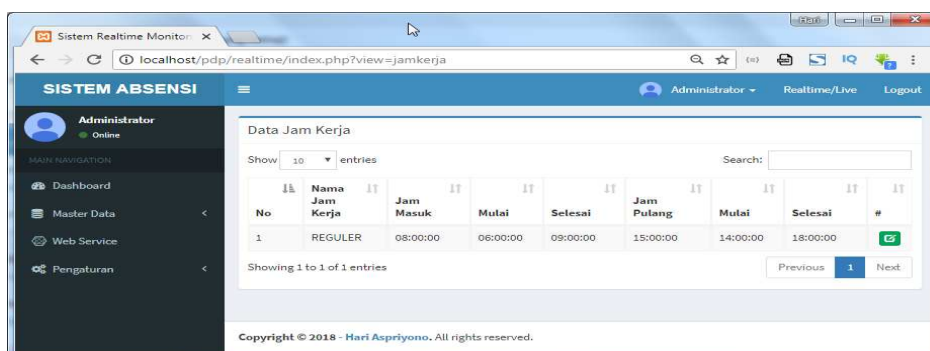 Hari
Sistem Realtime Monitor
localhost/pdp/realtime/index.php?view=jamkerja
IQ
?
SISTEM ABSENSI
Administrator
Realtime/Live
Logout
Administrator
Online
MAIN NAVIGATION
Dashboard
Master Data
Web Service
Pengaturan
Data Jam Kerja
Show 10 entries
Search:
No Nama Jam Kerja Jam Masuk Mulai Selesai Jam Pulang Mulai Selesai #
1 REGULER 08:00:00 06:00:00 09:00:00 15:00:00 14:00:00 18:00:00
Showing 1 to 1 of 1 entries
Previous 1 Next
Copyright © 2018 - Hari Aspriyono. All rights reserved.